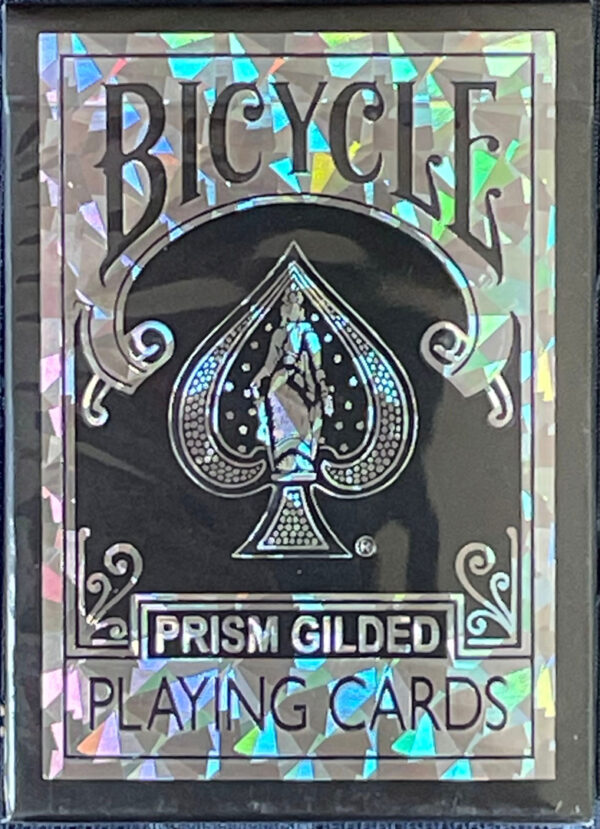 BICYCLE
®
PRISM GILDED
PLAYING CARDS